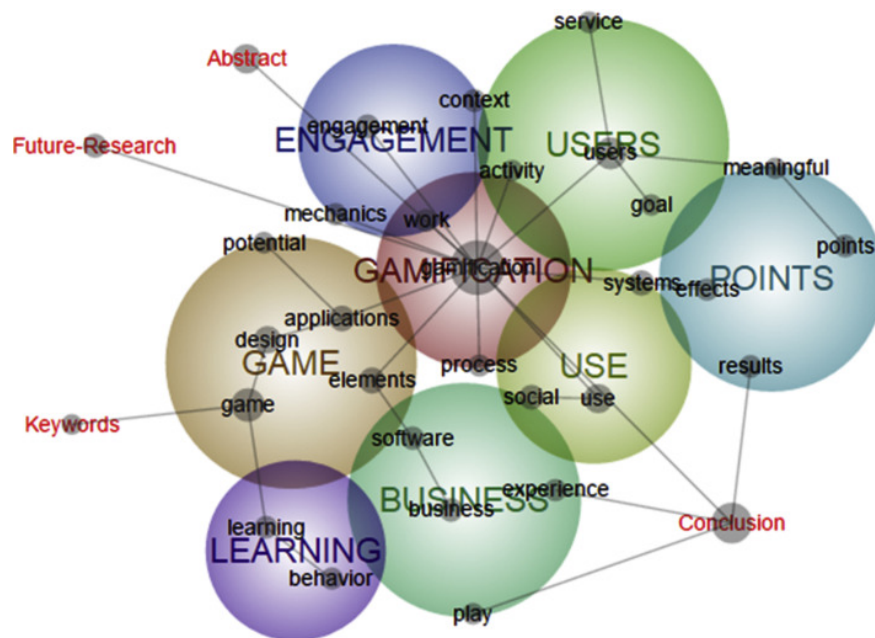 service
Abstract
context
engagement
ENGAGEMENT
USERS
users
Future-Research
activity
meaningful
mechanics
work
goal
potential
points
gamification
GAMIFICATION
systems
effects
POINTS
applications
design
GAME
process
USE
results
elements
social
use
game
Keywords
software
experience
BUSINESS
business
Conclusion
learning
LEARNING
behavior
play